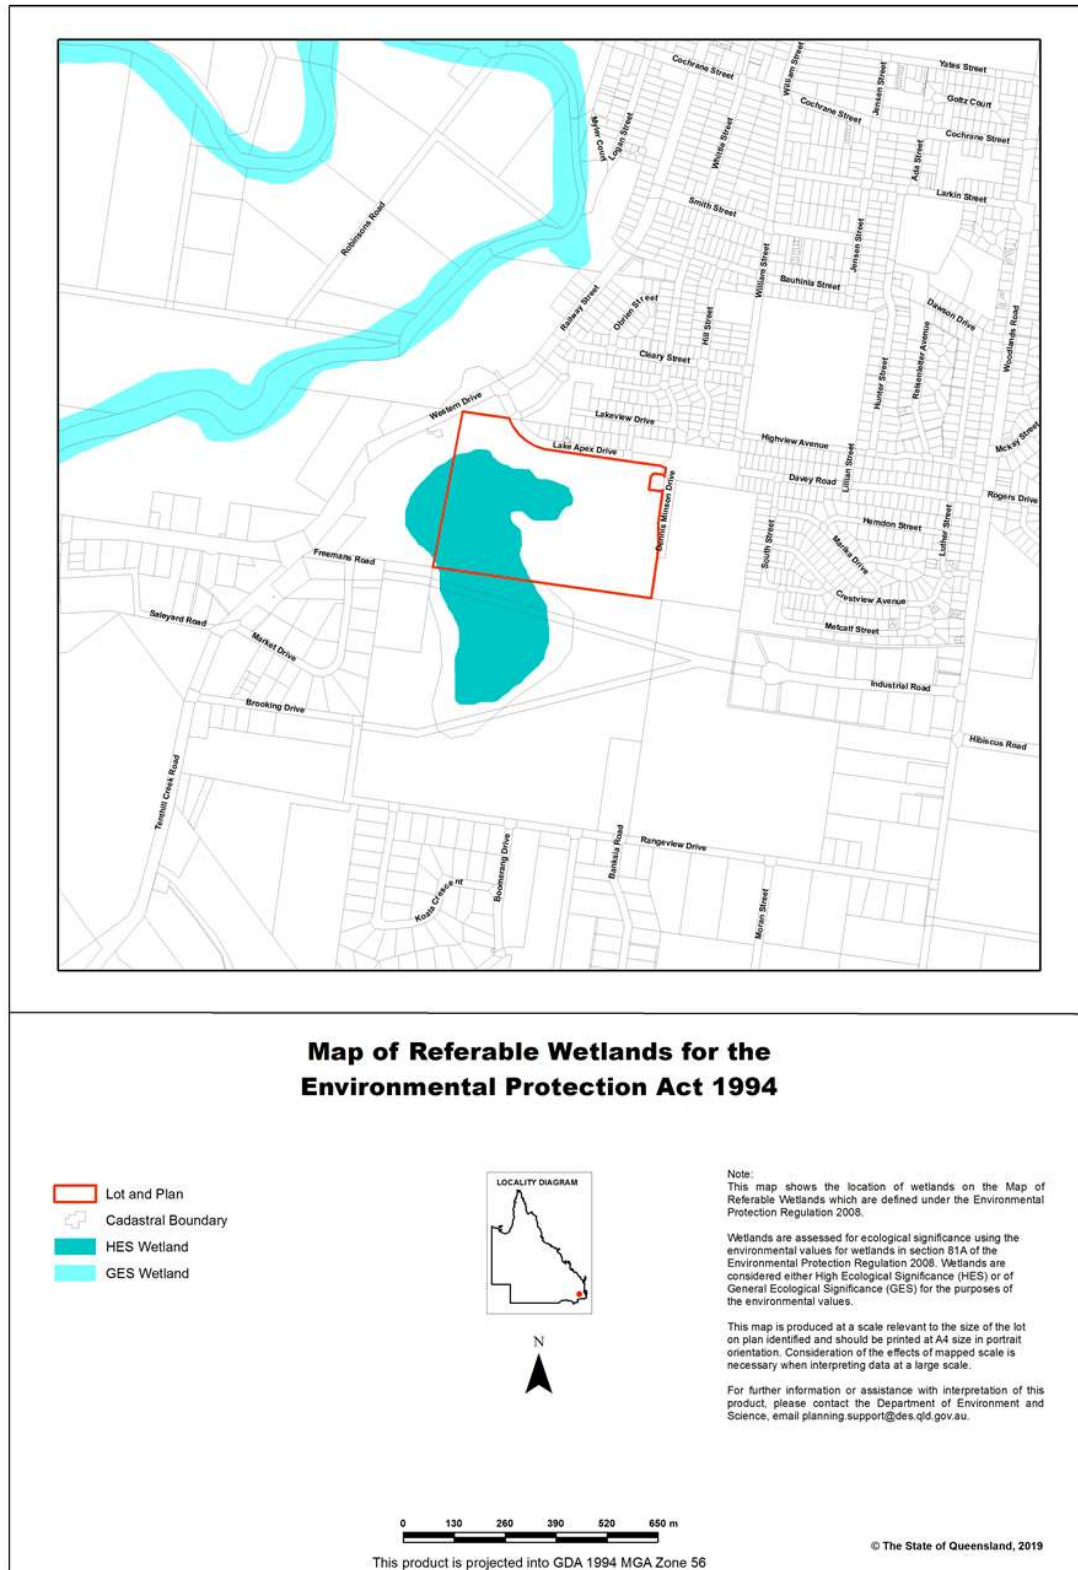 Yates Street
Cochrane Street
William Street
Jensen Street
Goltz Court
Cochrane Street
Cochrane Street
Myler Court
Logan Street
Whittle Street
Ada Street
Larkin Street
Robinsons Road
Smith Street
Jensen Street
William Street
Bauhinia Street
Railway Street
Obrien Street
Hill Street
Dawson Drive
Woodlands Road
Cleary Street
Reisenleiter Avenue
Hunter Street
Western Drive
Lakeview Drive
Highview Avenue
Mckay Street
Lake Apex Drive
Lillian Street
Davey Road
Rogers Drive
Dennis Minson Drive
Hemdon Street
Luther Street
South Street
Marika Drive
Freemans Road
Crestview Avenue
Saleyard Road
Metcalf Street
Market Drive
Industrial Road
Brooking Drive
Hibiscus Road
Tenthill Creek Road
Rangeview Drive
Banksia Road
Boomerang Drive
Koala Crescent
Moran Street
Map of Referable Wetlands for the
Environmental Protection Act 1994
Lot and Plan
Cadastral Boundary
HES Wetland
GES Wetland
LOCALITY DIAGRAM
N
Note:
This map shows the location of wetlands on the Map of
Referable Wetlands which are defined under the Environmental
Protection Regulation 2008.
Wetlands are assessed for ecological significance using the
environmental values for wetlands in section 81A of the
Environmental Protection Regulation 2008. Wetlands are
considered either High Ecological Significance (HES) or of
General Ecological Significance (GES) for the purposes of
the environmental values.
This map is produced at a scale relevant to the size of the lot
on plan identified and should be printed at A4 size in portrait
orientation. Consideration of the effects of mapped scale is
necessary when interpreting data at a large scale.
For further information or assistance with interpretation of this
product, please contact the Department of Environment and
Science, email planning.support@des.qld.gov.au.
0 130 260 390 520 650 m
This product is projected into GDA 1994 MGA Zone 56
© The State of Queensland, 2019